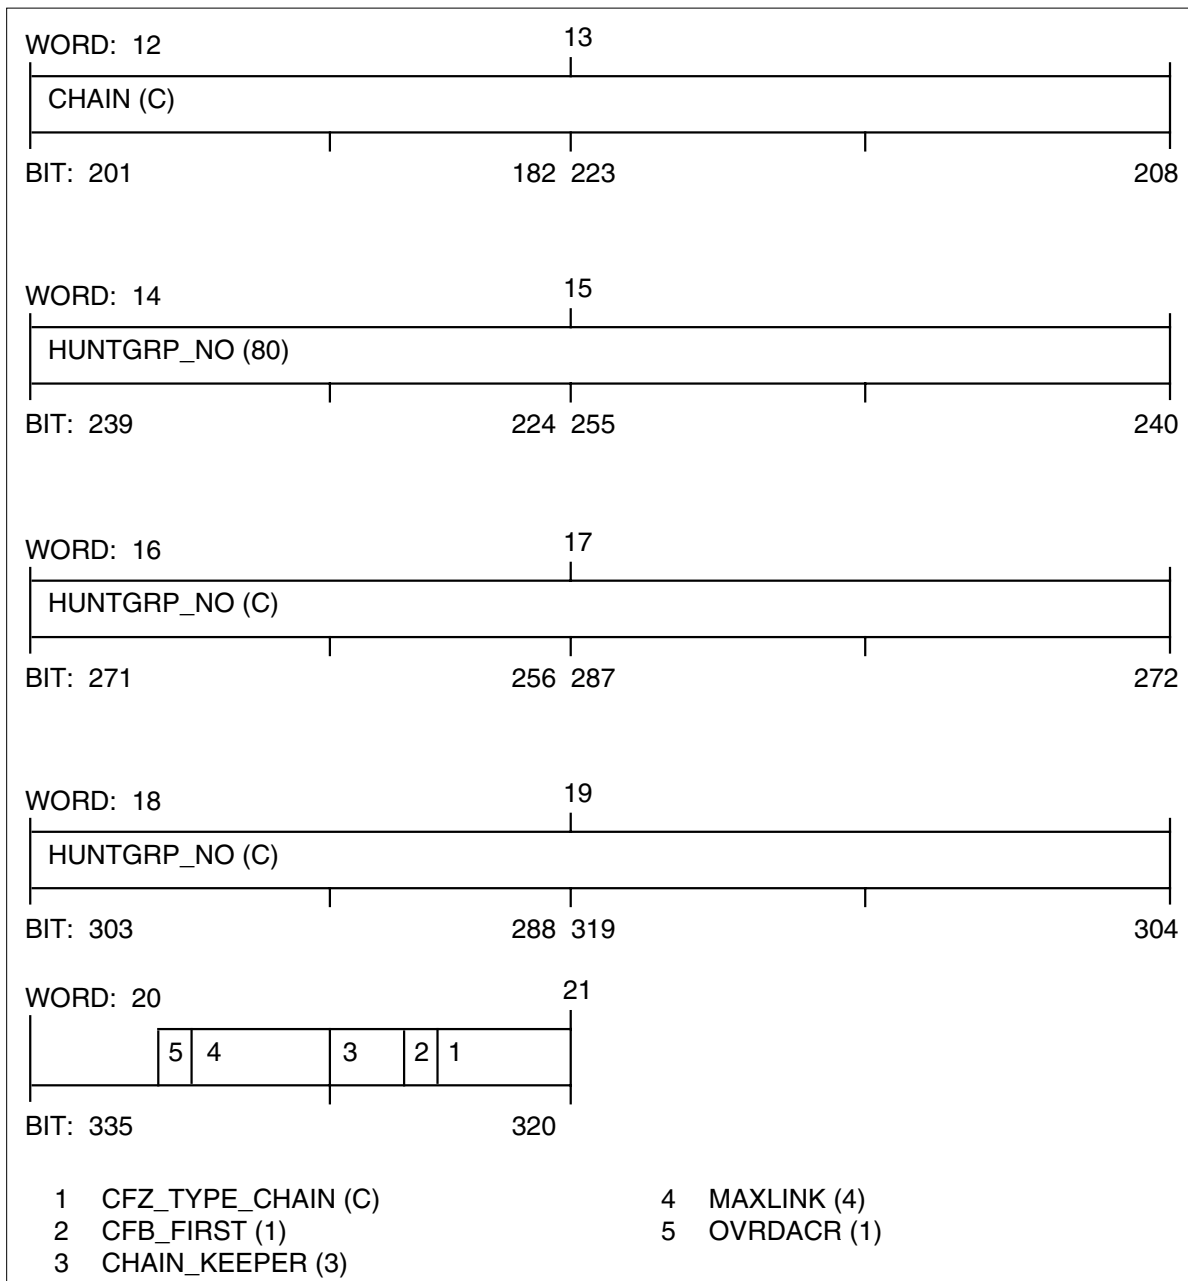 WORD: 12 13
CHAIN (C)
BIT: 201 182 223 208
WORD: 14 15
HUNTGRP_NO (80)
BIT: 239 224 255 240
WORD: 16 17
HUNTGRP_NO (C)
BIT: 271 256 287 272
WORD: 18 19
HUNTGRP_NO (C)
BIT: 303 288 319 304
WORD: 20 21
5 4 3 2 1
BIT: 335 320
1 CFZ_TYPE_CHAIN (C) 4 MAXLINK (4)
2 CFB_FIRST (1) 5 OVRDACR (1)
3 CHAIN_KEEPER (3)